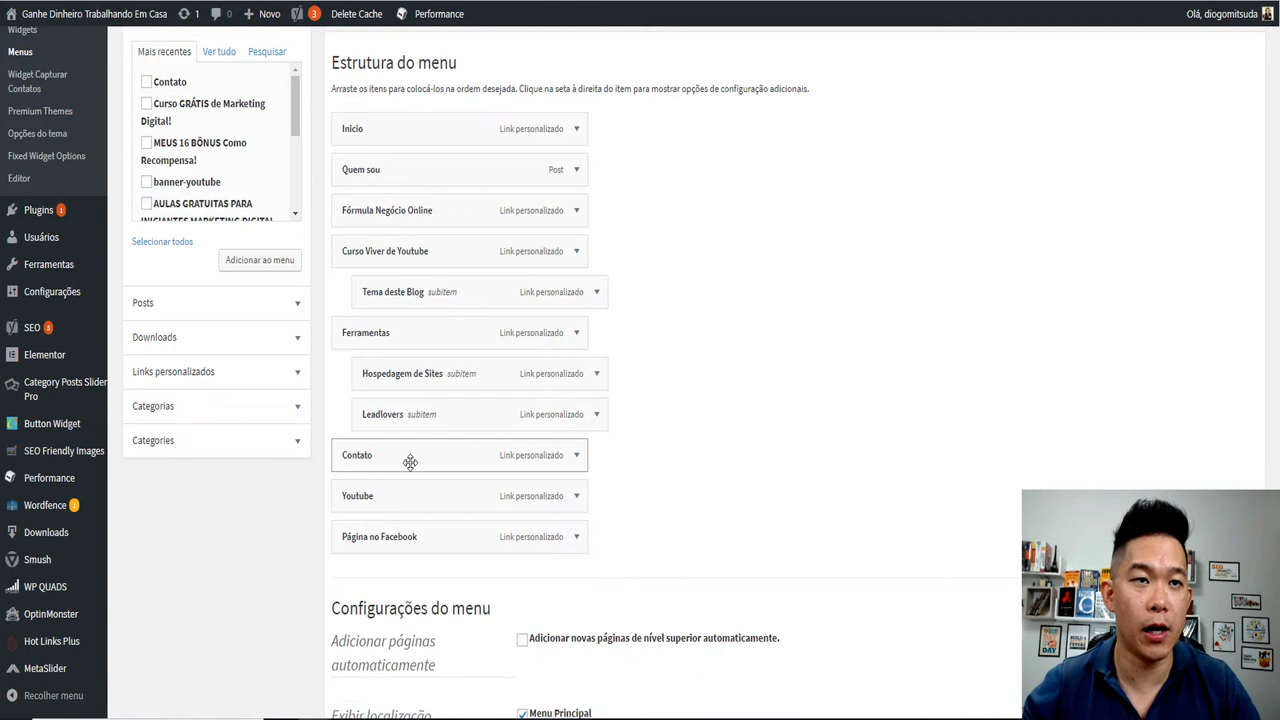 Ganhe Dinheiro Trabalhando Em Casa 1 0 + Novo 3 Delete Cache Performance Olá, diogomitsuda
Widgets
Menus
Widget Capturar
Contatos
Premium Themes
Opções do tema
Fixed Widget Options
Editor
Plugins 1
Usuários
Ferramentas
Configurações
SEO 3
Elementor
Category Posts Slider
Pro
Button Widget
SEO Friendly Images
Performance
Wordfence 1
Downloads
Smush
WP QUADS
OptinMonster
Hot Links Plus
MetaSlider
Recolher menu
Mais recentes Ver tudo Pesquisar
Contato
Curso GRÁTIS de Marketing
Digital!
MEUS 16 BÔNUS Como
Recompensa!
banner-youtube
AULAS GRATUITAS PARA
INICIANTES MARKETING DIGITAL
Selecionar todos
Adicionar ao menu
Posts
Downloads
Links personalizados
Categorias
Categories
Estrutura do menu
Arraste os itens para colocá-los na ordem desejada. Clique na seta à direita do item para mostrar opções de configuração adicionais.
Inicio Link personalizado
Quem sou Post
Fórmula Negócio Online Link personalizado
Curso Viver de Youtube Link personalizado
Tema deste Blog subitem Link personalizado
Ferramentas Link personalizado
Hospedagem de Sites subitem Link personalizado
Leadlovers subitem Link personalizado
Contato Link personalizado
Youtube Link personalizado
Página no Facebook Link personalizado
Configurações do menu
Adicionar páginas
automaticamente
Adicionar novas páginas de nível superior automaticamente.
Exibir localização
Menu Principal